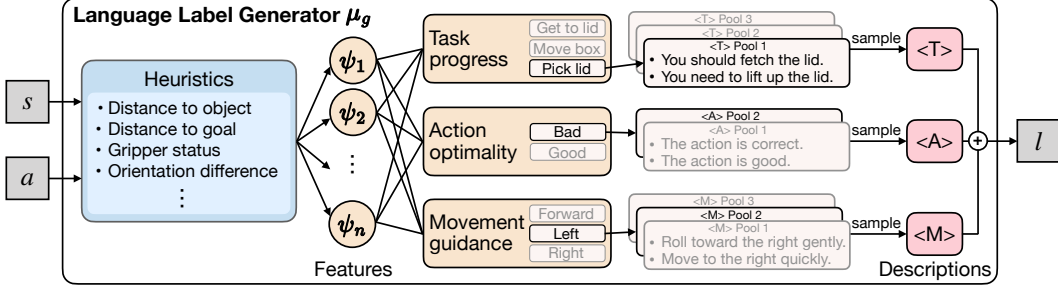 Language Label Generator μg
s
a
Heuristics
• Distance to object
• Distance to goal
• Gripper status
• Orientation difference
⋮
ψ1
ψ2
⋮
ψn
Features
Task
progress
Get to lid
Move box
Pick lid
Action
optimality
Bad
Good
Movement
guidance
Forward
Left
Right
<T> Pool 3
<T> Pool 2
<T> Pool 1
• You should fetch the lid.
• You need to lift up the lid.
<A> Pool 2
<A> Pool 1
• The action is correct.
• The action is good.
<M> Pool 3
<M> Pool 2
<M> Pool 1
• Roll toward the right gently.
• Move to the right quickly.
sample
sample
sample
<T>
<A>
<M>
Descriptions
+
l